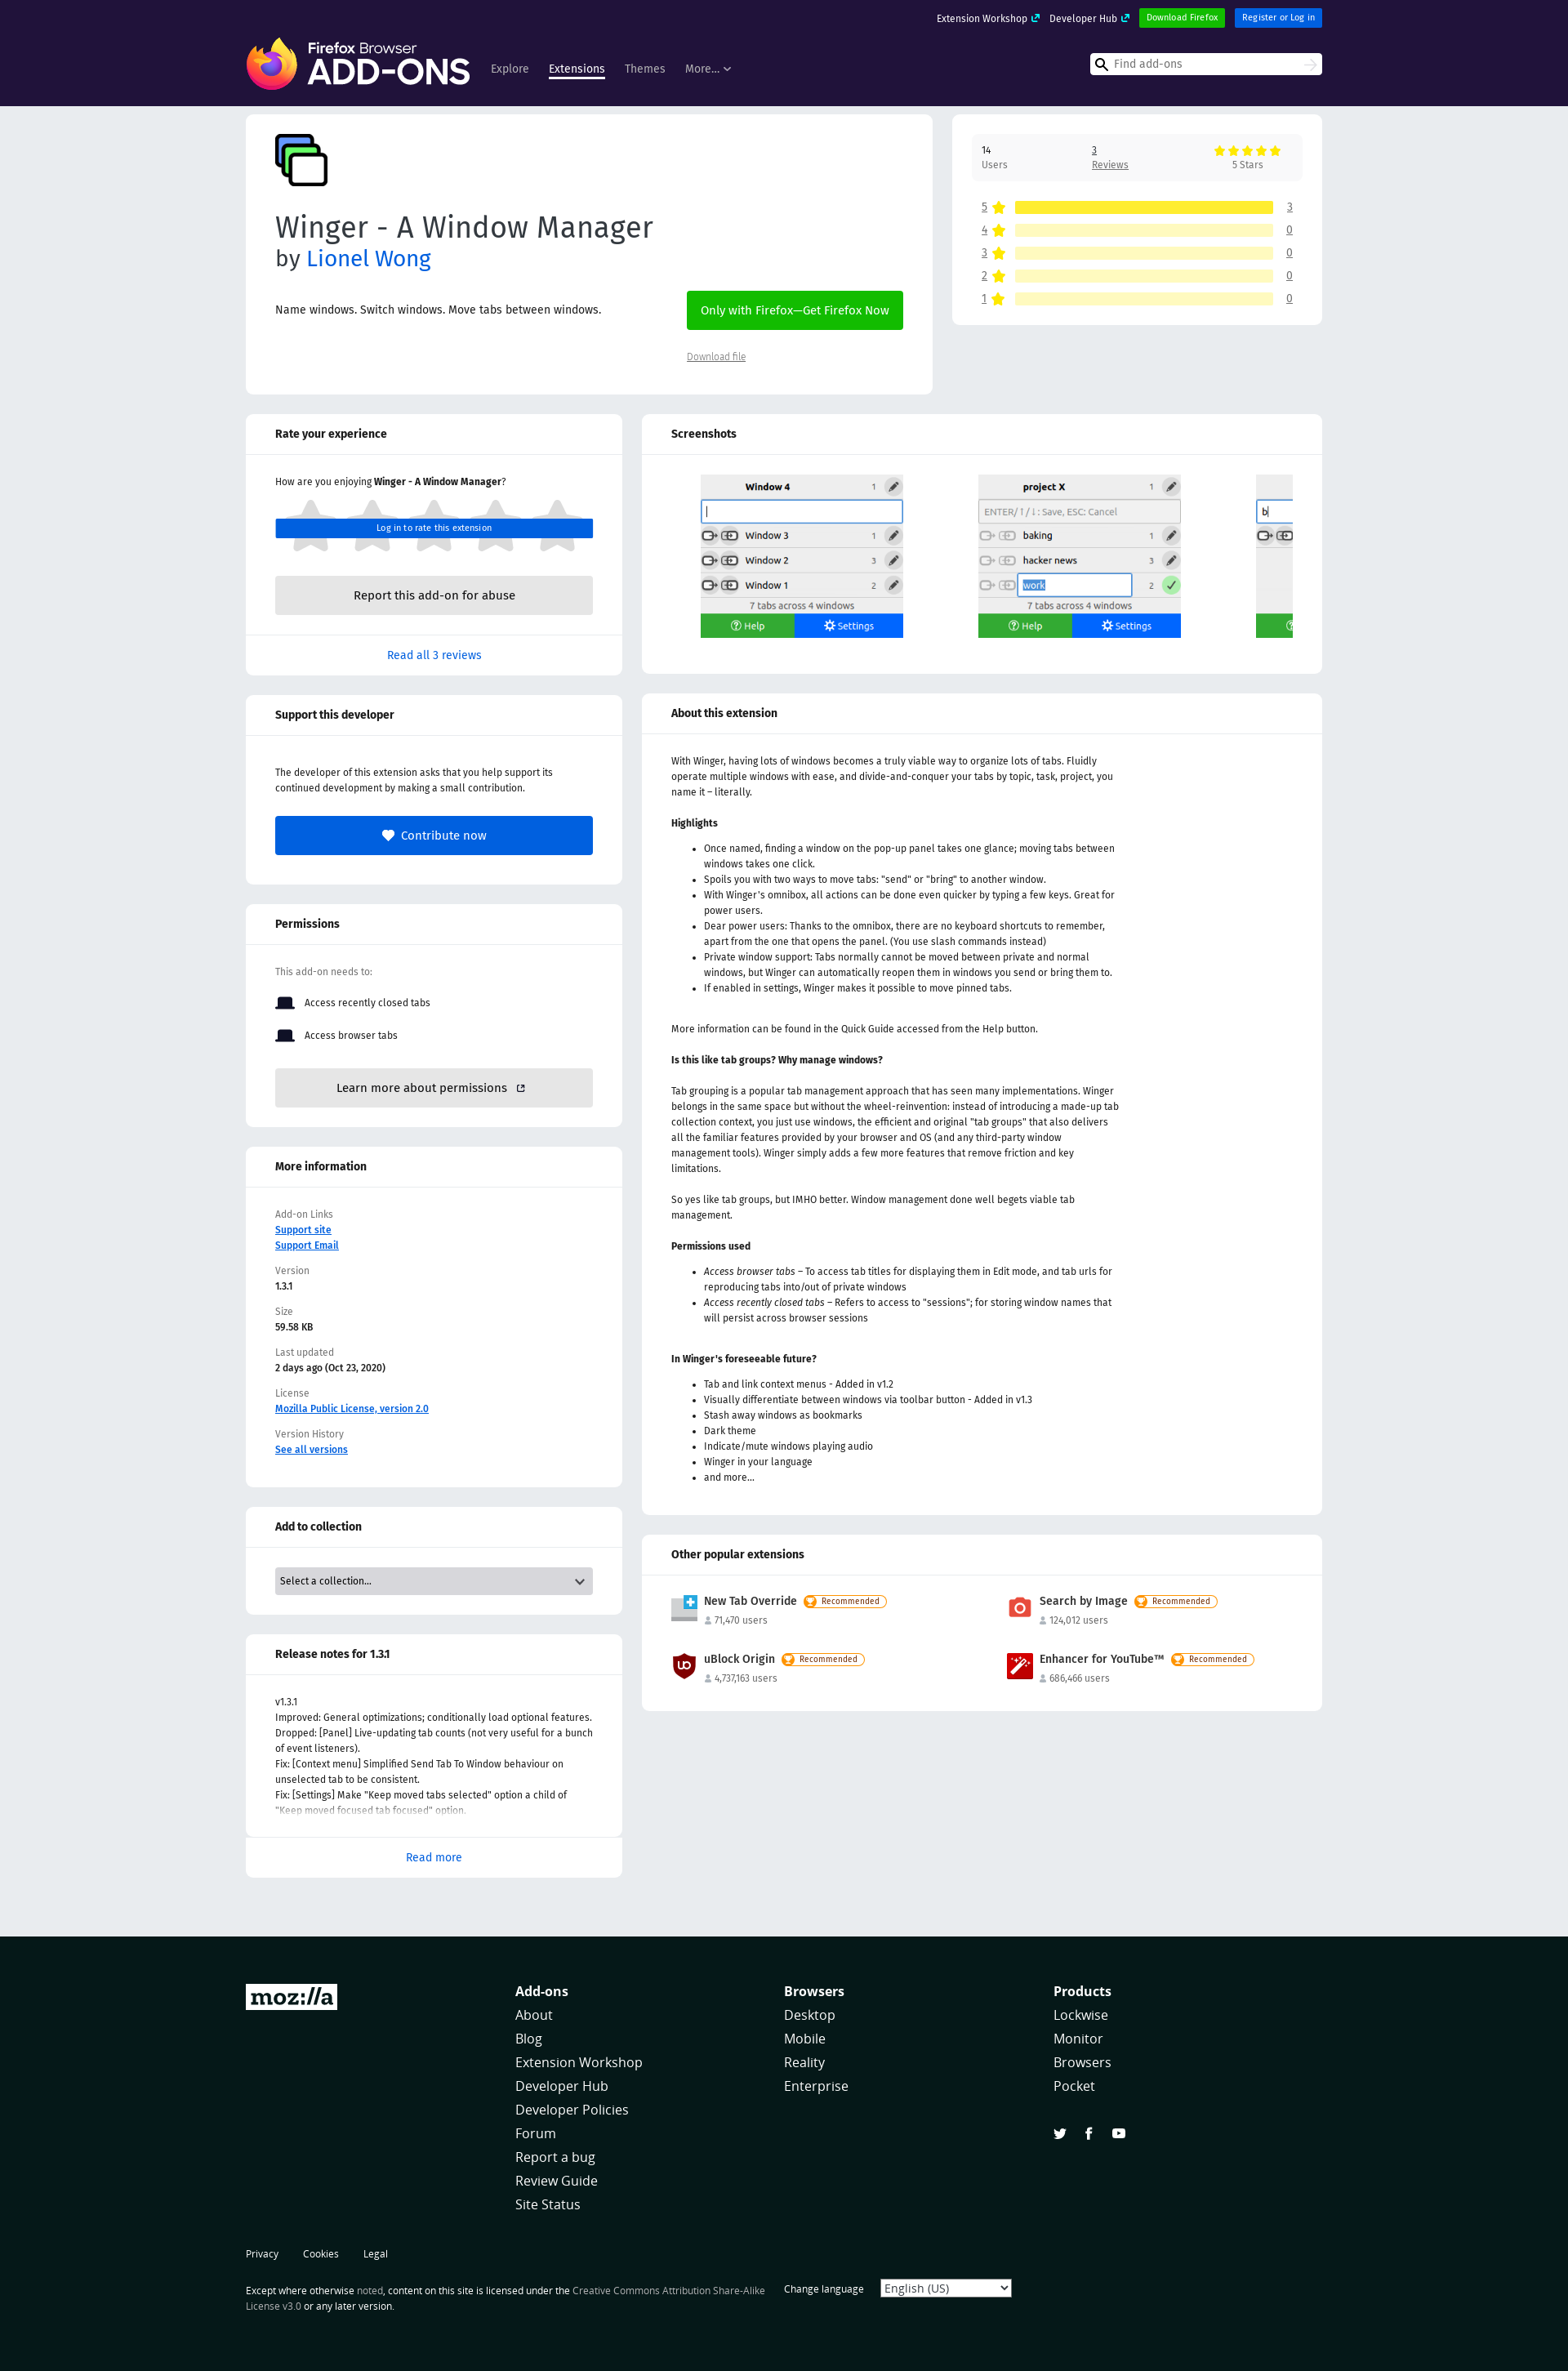 Extension Workshop
Developer Hub
Download Firefox
Register or Log in
Firefox Browser
ADD-ONS
Explore
Extensions
Themes
More...
Find add-ons
Winger - A Window Manager
by Lionel Wong
Name windows. Switch windows. Move tabs between windows.
Only with Firefox—Get Firefox Now
Download file
14
Users
3
Reviews
5 Stars
5
3
4
0
3
0
2
0
1
0
Rate your experience
How are you enjoying Winger - A Window Manager?
Log in to rate this extension
Report this add-on for abuse
Read all 3 reviews
Screenshots
Window 4 1
Window 3 1
Window 2 3
Window 1 2
7 tabs across 4 windows
Help
Settings
project X 1
ENTER/↑/↓: Save, ESC: Cancel
baking 1
hacker news 3
work 2
7 tabs across 4 windows
Help
Settings
b
Support this developer
The developer of this extension asks that you help support its
continued development by making a small contribution.
Contribute now
Permissions
This add-on needs to:
Access recently closed tabs
Access browser tabs
Learn more about permissions
More information
Add-on Links
Support site
Support Email
Version
1.3.1
Size
59.58 KB
Last updated
2 days ago (Oct 23, 2020)
License
Mozilla Public License, version 2.0
Version History
See all versions
Add to collection
Select a collection...
Release notes for 1.3.1
v1.3.1
Improved: General optimizations; conditionally load optional features.
Dropped: [Panel] Live-updating tab counts (not very useful for a bunch
of event listeners).
Fix: [Context menu] Simplified Send Tab To Window behaviour on
unselected tab to be consistent.
Fix: [Settings] Make "Keep moved tabs selected" option a child of
"Keep moved focused tab focused" option.
Read more
About this extension
With Winger, having lots of windows becomes a truly viable way to organize lots of tabs. Fluidly
operate multiple windows with ease, and divide-and-conquer your tabs by topic, task, project, you
name it – literally.
Highlights
• Once named, finding a window on the pop-up panel takes one glance; moving tabs between
windows takes one click.
• Spoils you with two ways to move tabs: "send" or "bring" to another window.
• With Winger's omnibox, all actions can be done even quicker by typing a few keys. Great for
power users.
• Dear power users: Thanks to the omnibox, there are no keyboard shortcuts to remember,
apart from the one that opens the panel. (You use slash commands instead)
• Private window support: Tabs normally cannot be moved between private and normal
windows, but Winger can automatically reopen them in windows you send or bring them to.
• If enabled in settings, Winger makes it possible to move pinned tabs.
More information can be found in the Quick Guide accessed from the Help button.
Is this like tab groups? Why manage windows?
Tab grouping is a popular tab management approach that has seen many implementations. Winger
belongs in the same space but without the wheel-reinvention: instead of introducing a made-up tab
collection context, you just use windows, the efficient and original "tab groups" that also delivers
all the familiar features provided by your browser and OS (and any third-party window
management tools). Winger simply adds a few more features that remove friction and key
limitations.
So yes like tab groups, but IMHO better. Window management done well begets viable tab
management.
Permissions used
• Access browser tabs – To access tab titles for displaying them in Edit mode, and tab urls for
reproducing tabs into/out of private windows
• Access recently closed tabs – Refers to access to "sessions"; for storing window names that
will persist across browser sessions
In Winger's foreseeable future?
• Tab and link context menus - Added in v1.2
• Visually differentiate between windows via toolbar button - Added in v1.3
• Stash away windows as bookmarks
• Dark theme
• Indicate/mute windows playing audio
• Winger in your language
• and more...
Other popular extensions
New Tab Override Recommended
71,470 users
Search by Image Recommended
124,012 users
uBlock Origin Recommended
4,737,163 users
Enhancer for YouTube™ Recommended
686,466 users
moz://a
Add-ons
About
Blog
Extension Workshop
Developer Hub
Developer Policies
Forum
Report a bug
Review Guide
Site Status
Browsers
Desktop
Mobile
Reality
Enterprise
Products
Lockwise
Monitor
Browsers
Pocket
Privacy
Cookies
Legal
Except where otherwise noted, content on this site is licensed under the Creative Commons Attribution Share-Alike
License v3.0 or any later version.
Change language
English (US)